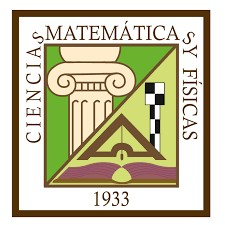 CIENCIAS MATEMÁTICAS Y FÍSICAS
1933